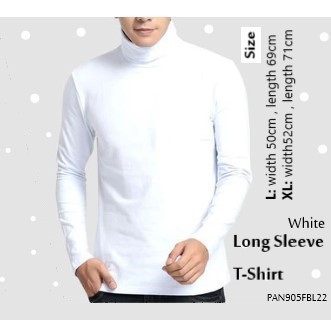 Size
L: width 50cm , length 69cm
XL: width52cm , length 71cm
White
Long Sleeve
T-Shirt
PAN905FBL22